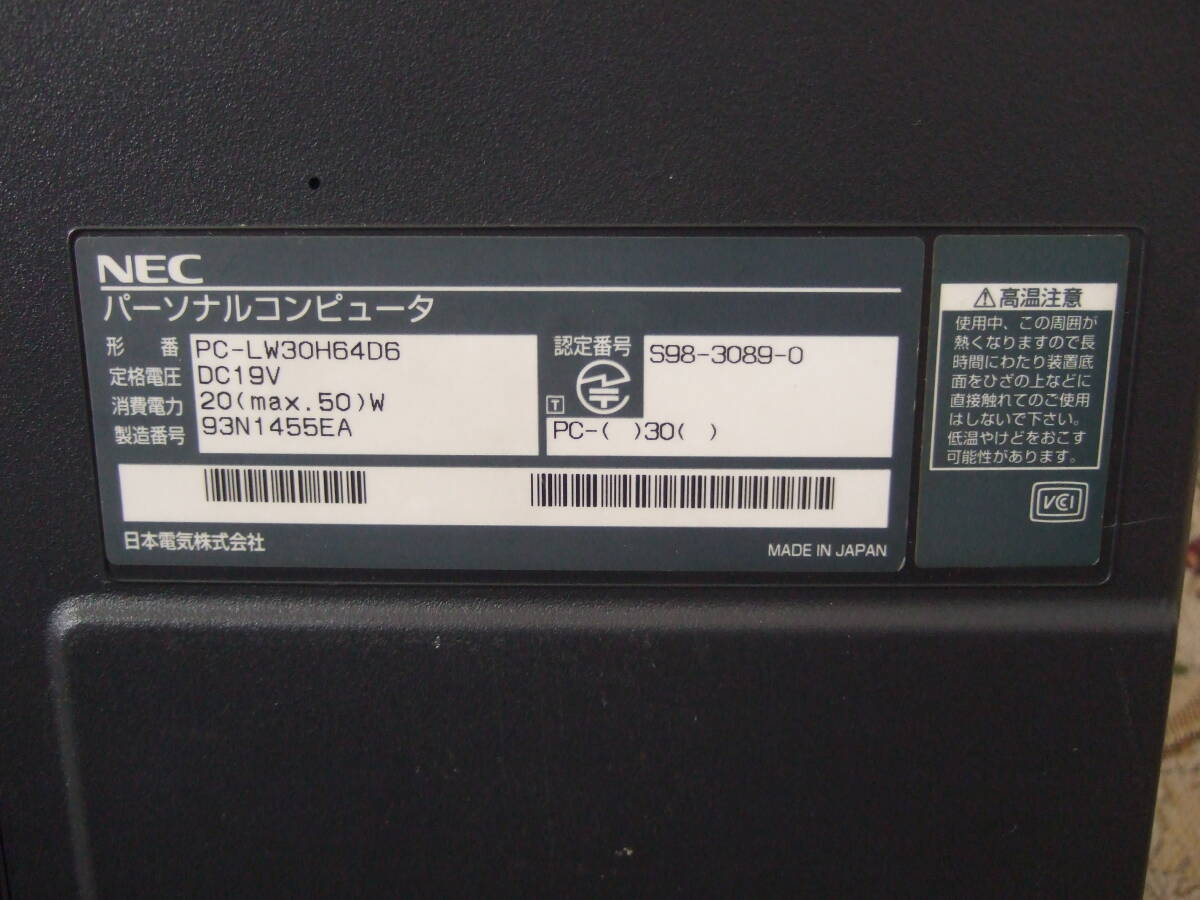 NEC
パーソナルコンピュータ
形 番 PC-LW30H64D6
定格電圧 DC19V
消費電力 20(max.50)W
製造番号 93N1455EA
認定番号 S98-3089-0
T
PC-( )30( )
日本電気株式会社
MADE IN JAPAN
⚠高温注意
使用中、この周囲が
熱くなりますので長
時間にわたり装置底
面をひざの上などに
直接触れてのご使用
はしないで下さい。
低温やけどをおこす
可能性があります。
VCI